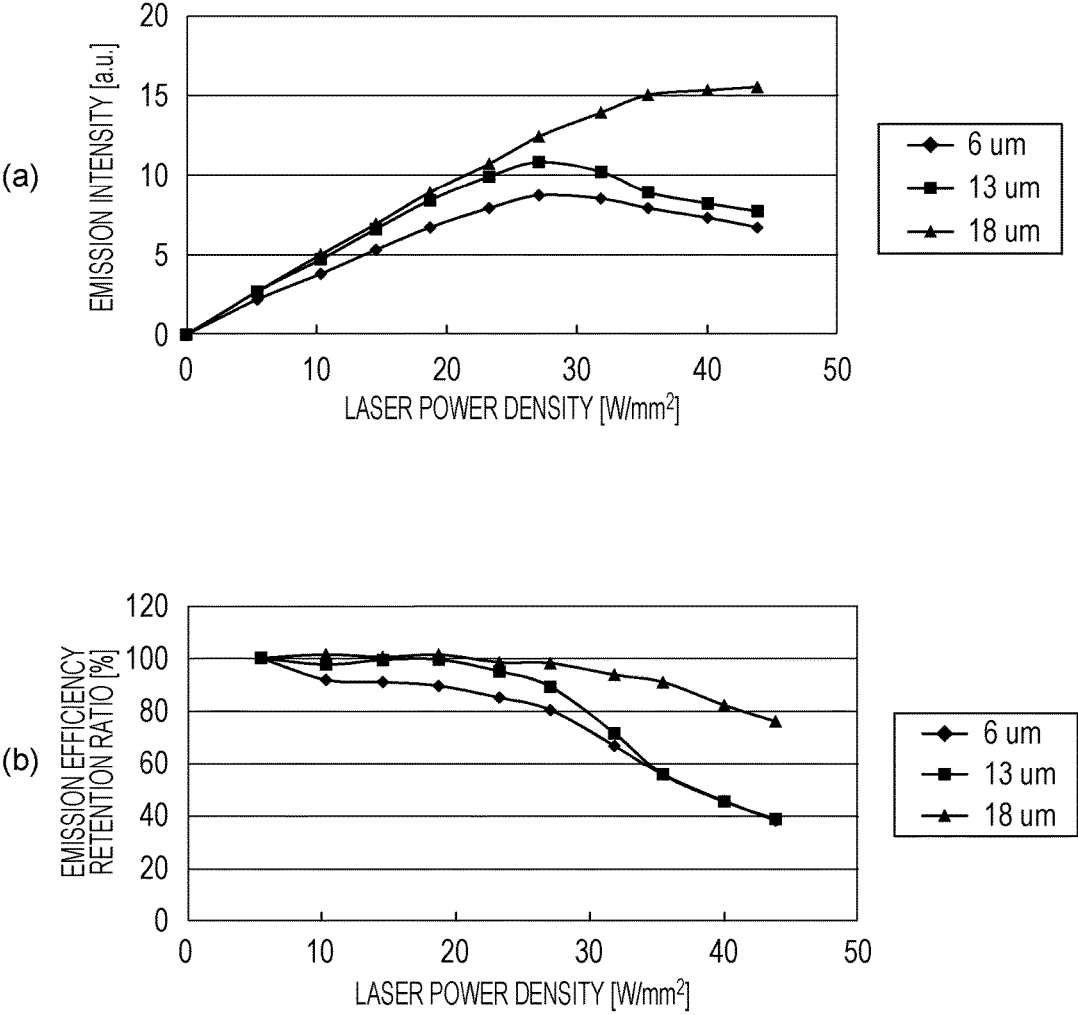 (a)
EMISSION INTENSITY [a.u.]
20
15
10
5
0
0 10 20 30 40 50
LASER POWER DENSITY [W/mm²]
6 um
13 um
18 um
(b)
EMISSION EFFICIENCY
RETENTION RATIO [%]
120
100
80
60
40
20
0
0 10 20 30 40 50
LASER POWER DENSITY [W/mm²]
6 um
13 um
18 um